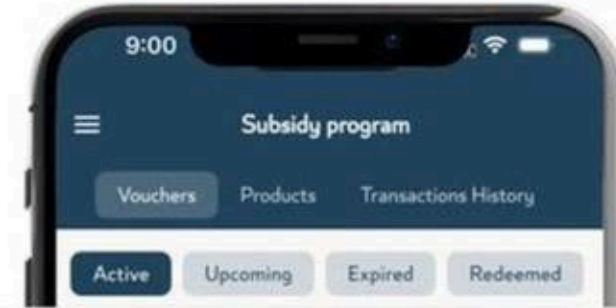 9:00
Subsidy program
Vouchers Products Transactions History
Active Upcoming Expired Redeemed